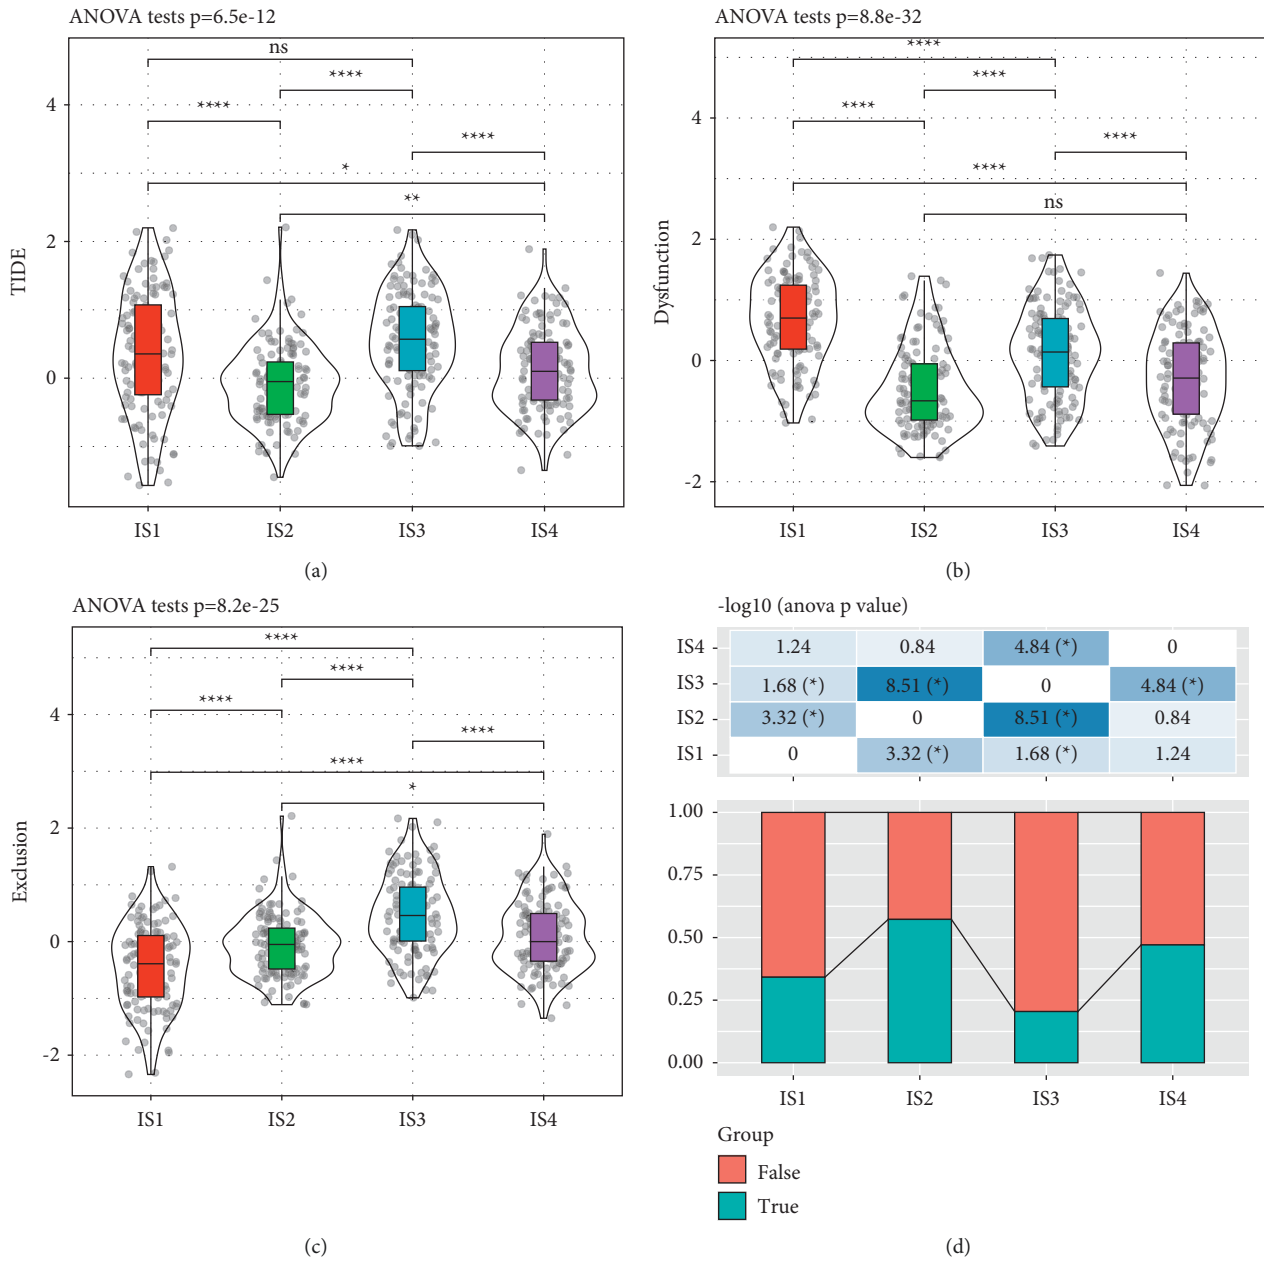 ANOVA tests p=6.5e-12
ns
****
4
****
****
*
**
2
TIDE
0
IS1 IS2 IS3 IS4
(a)
ANOVA tests p=8.8e-32
****
****
4
****
****
****
ns
2
Dysfunction
0
-2
IS1 IS2 IS3 IS4
(b)
ANOVA tests p=8.2e-25
****
****
4
****
****
****
*
2
Exclusion
0
-2
IS1 IS2 IS3 IS4
(c)
-log10 (anova p value)
IS4 1.24 0.84 4.84 (*) 0
IS3 1.68 (*) 8.51 (*) 0 4.84 (*)
IS2 3.32 (*) 0 8.51 (*) 0.84
IS1 0 3.32 (*) 1.68 (*) 1.24
1.00
0.75
0.50
0.25
0.00
IS1 IS2 IS3 IS4
Group
False
True
(d)